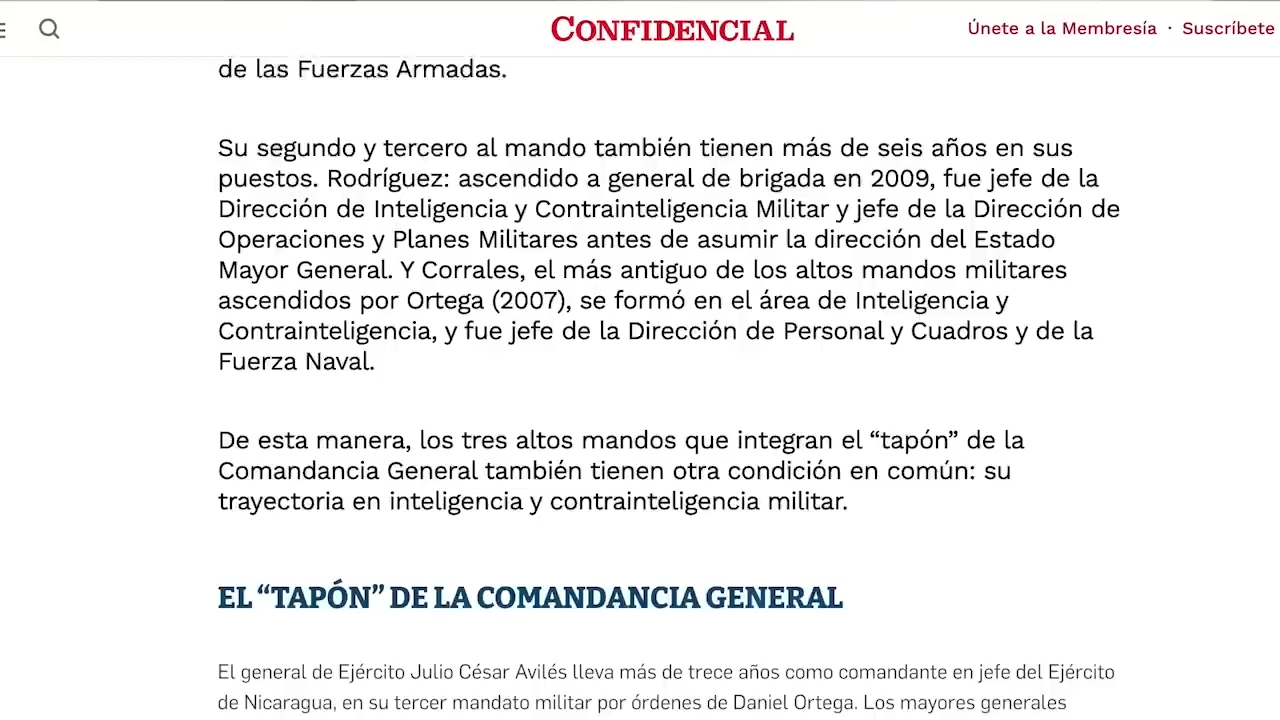 CONFIDENCIAL
Únete a la Membresía · Suscríbete
de las Fuerzas Armadas.
Su segundo y tercero al mando también tienen más de seis años en sus
puestos. Rodríguez: ascendido a general de brigada en 2009, fue jefe de la
Dirección de Inteligencia y Contrainteligencia Militar y jefe de la Dirección de
Operaciones y Planes Militares antes de asumir la dirección del Estado
Mayor General. Y Corrales, el más antiguo de los altos mandos militares
ascendidos por Ortega (2007), se formó en el área de Inteligencia y
Contrainteligencia, y fue jefe de la Dirección de Personal y Cuadros y de la
Fuerza Naval.
De esta manera, los tres altos mandos que integran el “tapón” de la
Comandancia General también tienen otra condición en común: su
trayectoria en inteligencia y contrainteligencia militar.
EL “TAPÓN” DE LA COMANDANCIA GENERAL
El general de Ejército Julio César Avilés lleva más de trece años como comandante en jefe del Ejército
de Nicaragua, en su tercer mandato militar por órdenes de Daniel Ortega. Los mayores generales